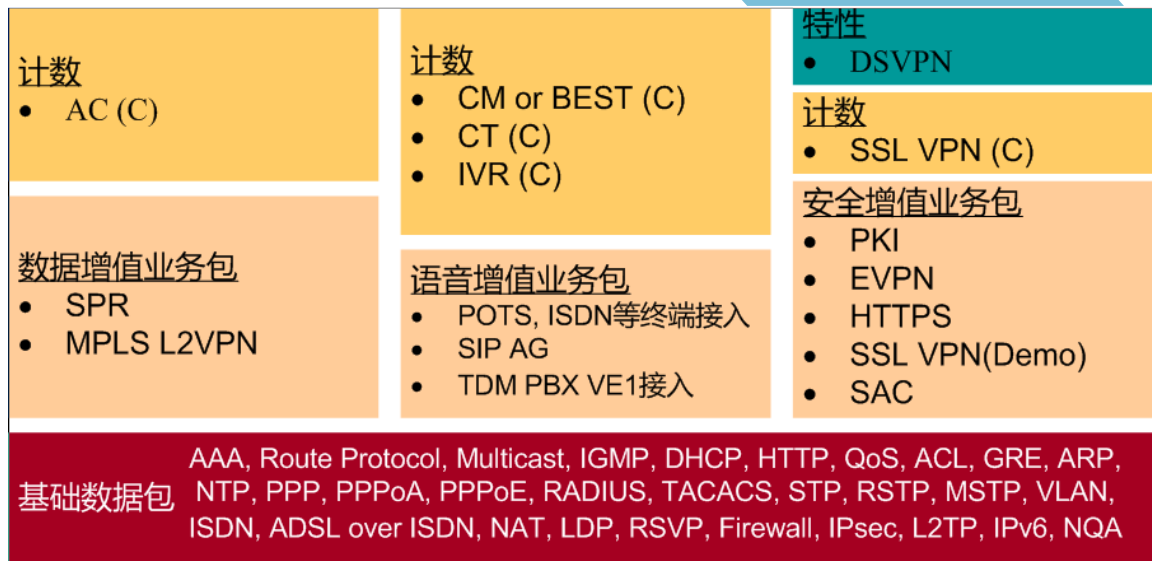 计数
• AC (C)
数据增值业务包
• SPR
• MPLS L2VPN
计数
• CM or BEST (C)
• CT (C)
• IVR (C)
语音增值业务包
• POTS, ISDN等终端接入
• SIP AG
• TDM PBX VE1接入
特性
• DSVPN
计数
• SSL VPN (C)
安全增值业务包
• PKI
• EVPN
• HTTPS
• SSL VPN(Demo)
• SAC
基础数据包
AAA, Route Protocol, Multicast, IGMP, DHCP, HTTP, QoS, ACL, GRE, ARP,
NTP, PPP, PPPoA, PPPoE, RADIUS, TACACS, STP, RSTP, MSTP, VLAN,
ISDN, ADSL over ISDN, NAT, LDP, RSVP, Firewall, IPsec, L2TP, IPv6, NQA